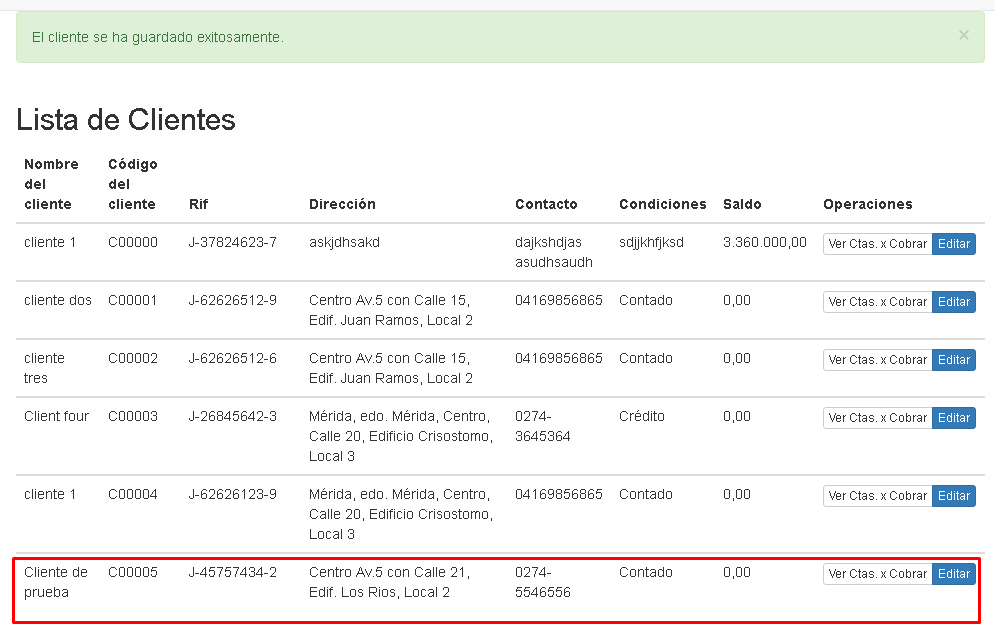 El cliente se ha guardado exitosamente. ×
Lista de Clientes
Nombre del cliente Código del cliente Rif Dirección Contacto Condiciones Saldo Operaciones
cliente 1 C00000 J-37824623-7 askjdhsakd dajkshdjas asudhsaudh sdjjkhfjksd 3.360.000,00 Ver Ctas. x Cobrar Editar
cliente dos C00001 J-62626512-9 Centro Av.5 con Calle 15, Edif. Juan Ramos, Local 2 04169856865 Contado 0,00 Ver Ctas. x Cobrar Editar
cliente tres C00002 J-62626512-6 Centro Av.5 con Calle 15, Edif. Juan Ramos, Local 2 04169856865 Contado 0,00 Ver Ctas. x Cobrar Editar
Client four C00003 J-26845642-3 Mérida, edo. Mérida, Centro, Calle 20, Edificio Crisostomo, Local 3 0274-3645364 Crédito 0,00 Ver Ctas. x Cobrar Editar
cliente 1 C00004 J-62626123-9 Mérida, edo. Mérida, Centro, Calle 20, Edificio Crisostomo, Local 3 04169856865 Contado 0,00 Ver Ctas. x Cobrar Editar
Cliente de prueba C00005 J-45757434-2 Centro Av.5 con Calle 21, Edif. Los Rios, Local 2 0274-5546556 Contado 0,00 Ver Ctas. x Cobrar Editar